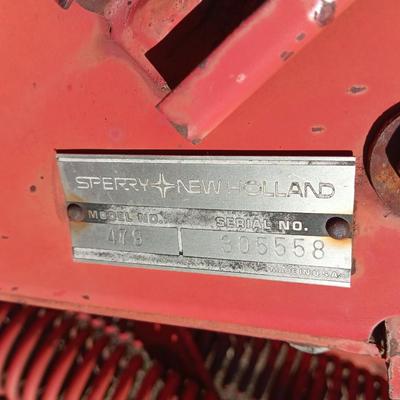 SPERRY NEW HOLLAND
MODEL NO. SERIAL NO.
478 305558
MADE IN U.S.A.